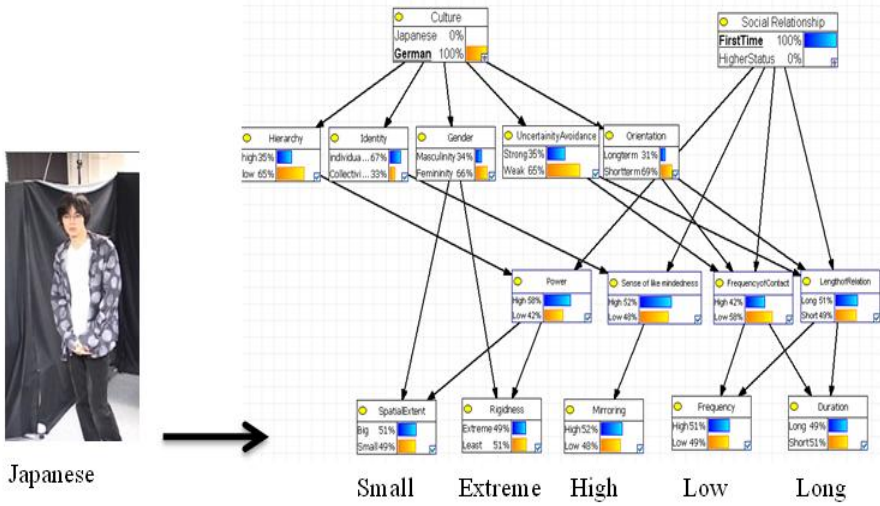 Culture
Japanese 0%
German 100%
Social Relationship
FirstTime 100%
HigherStatus 0%
Hierarchy
high 35%
low 65%
Identity
individua... 67%
Collectivi... 33%
Gender
Masculinity 34%
Femininity 66%
UncertainityAvoidance
Strong 35%
Weak 65%
Orientation
Longterm 31%
Shortterm 69%
Power
High 58%
Low 42%
Sense of like mindedness
High 52%
Low 48%
FrequencyofContact
High 42%
Low 58%
LengthofRelation
Long 51%
Short 49%
SpatialExtent
Big 51%
Small 49%
Rigidness
Extreme 49%
Least 51%
Mirroring
High 52%
Low 48%
Frequency
High 51%
Low 49%
Duration
Long 49%
Short 51%
Japanese
Small Extreme High Low Long